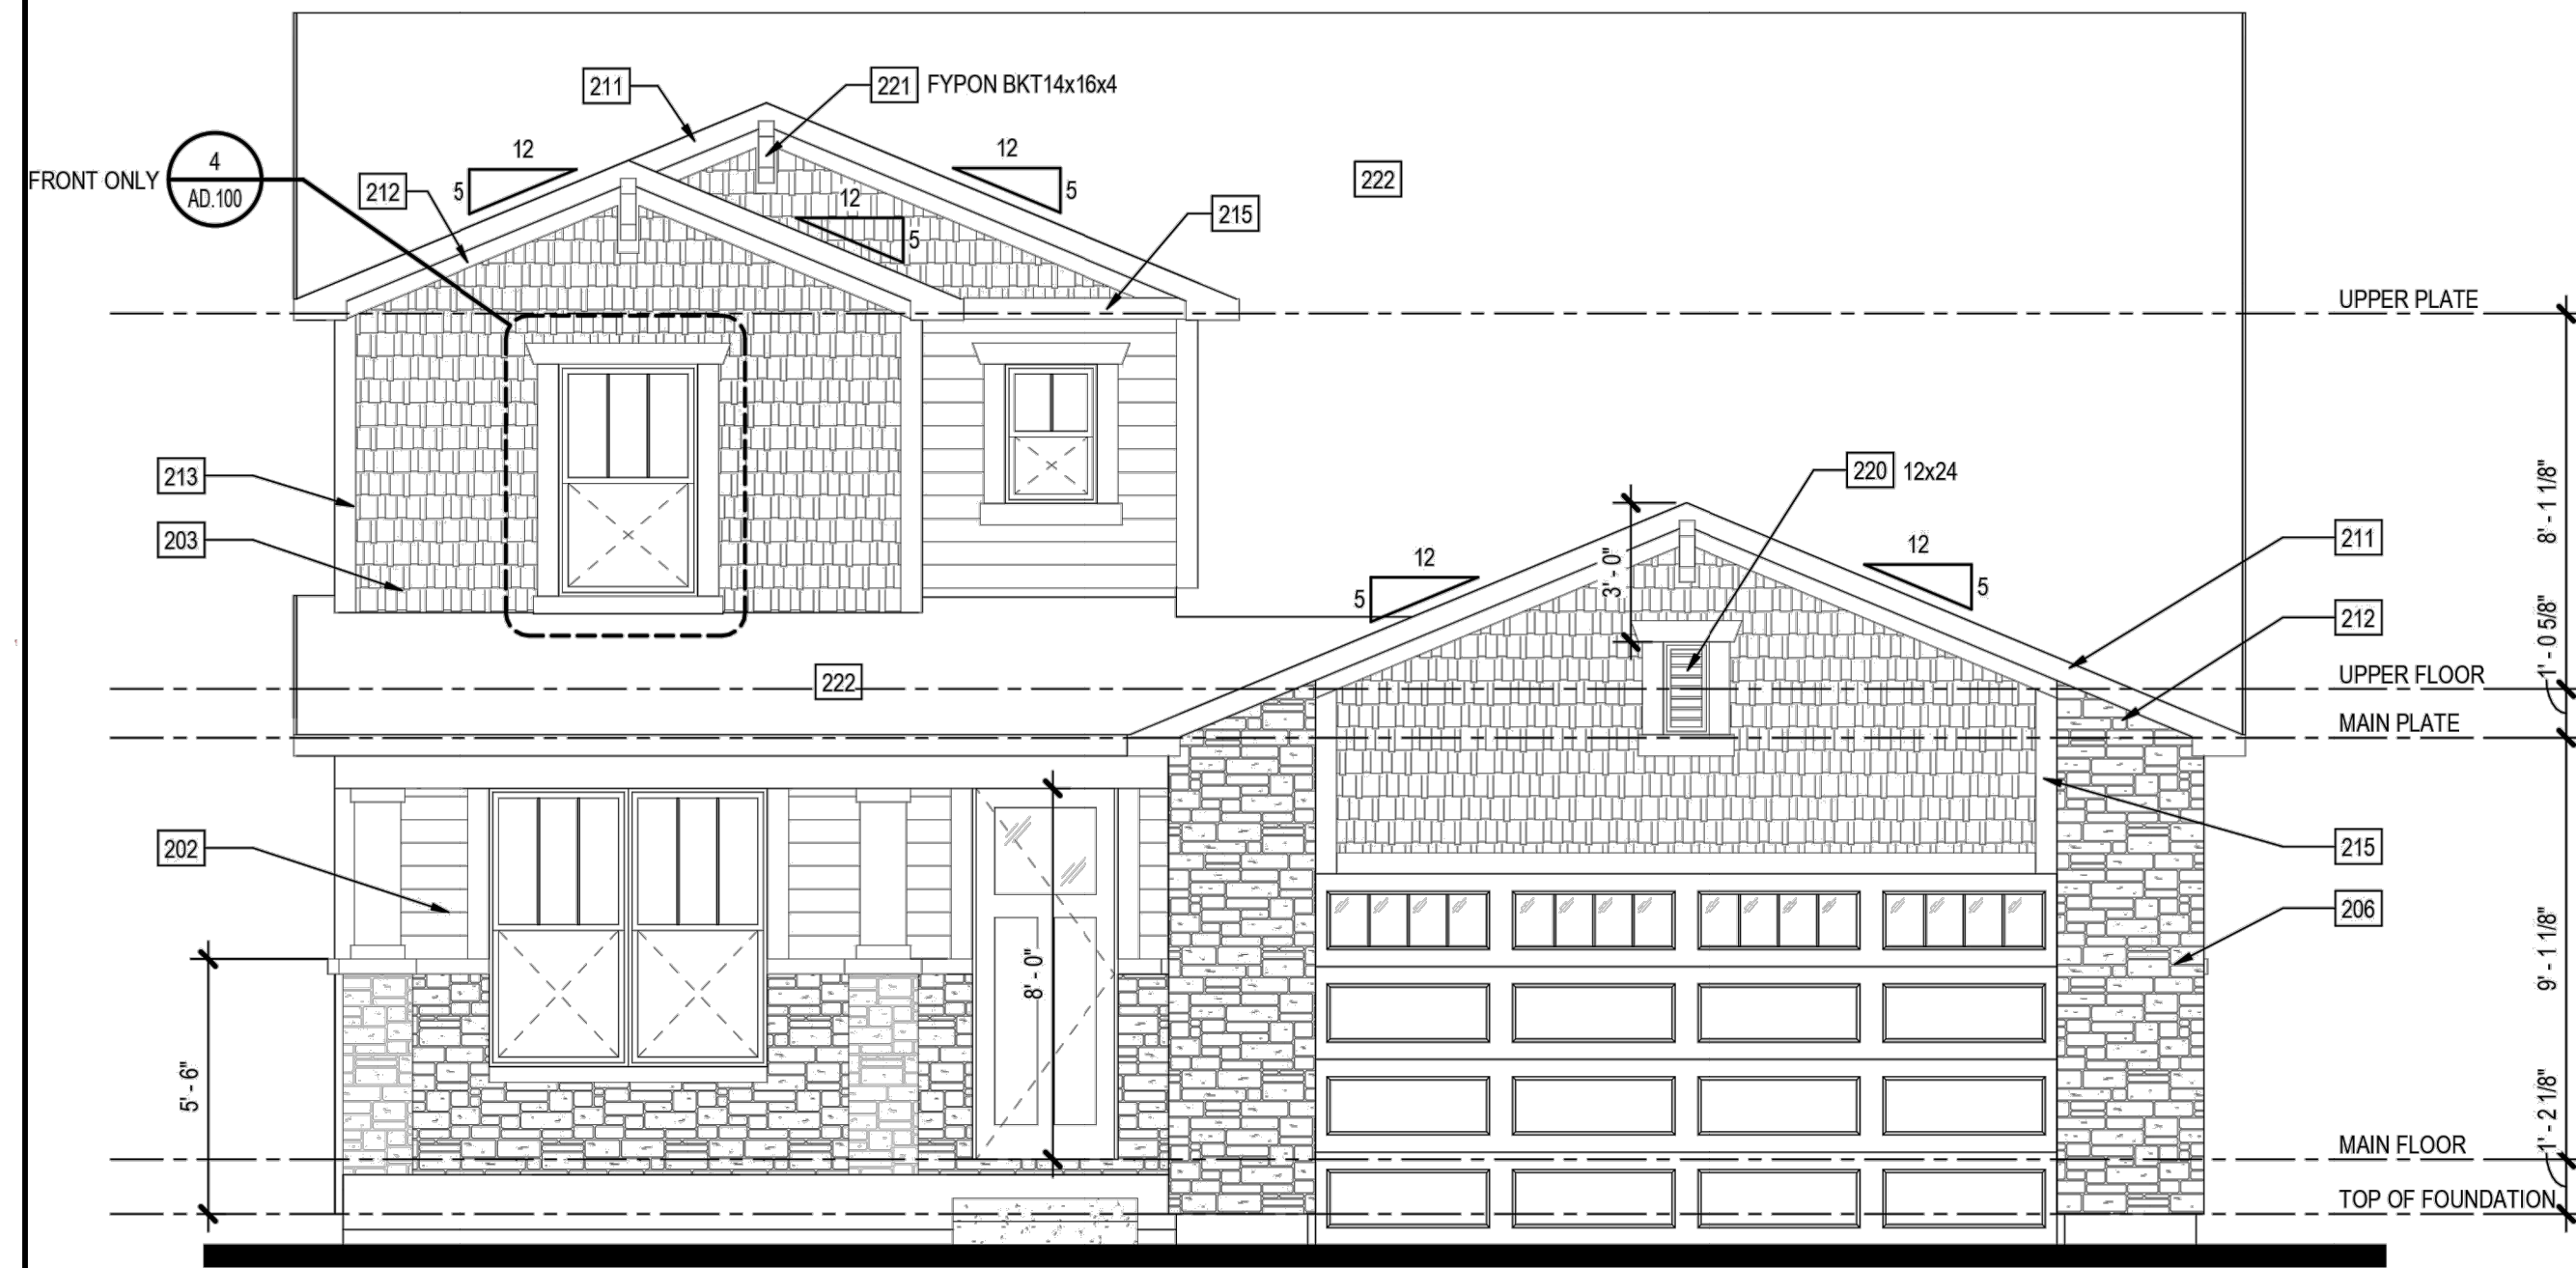 211
221 FYPON BKT14x16x4
FRONT ONLY
4
AD.100
12
5
12
5
222
212
12
5
215
UPPER PLATE
213
203
220 12x24
8' - 1 1/8"
211
12
5
3' - 0"
12
5
212
1' - 0 5/8"
UPPER FLOOR
222
MAIN PLATE
202
215
206
9' - 1 1/8"
8' - 0"
5' - 6"
MAIN FLOOR
1' - 2 1/8"
TOP OF FOUNDATION